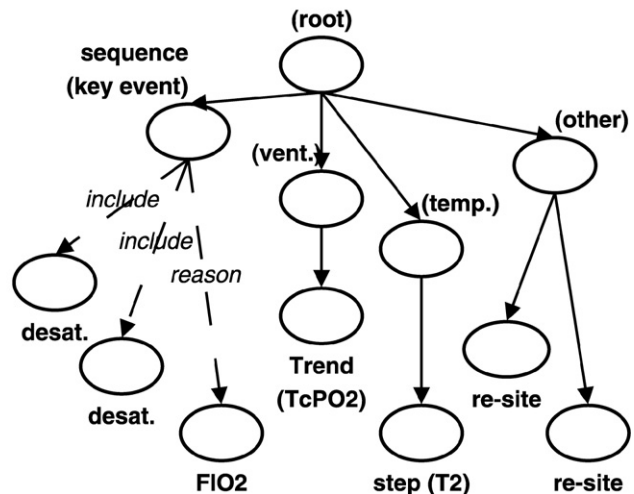 (root)
sequence
(key event)
(other)
(vent.)
(temp.)
include
include
reason
desat.
Trend
(TcPO2)
desat.
re-site
FIO2
step (T2)
re-site